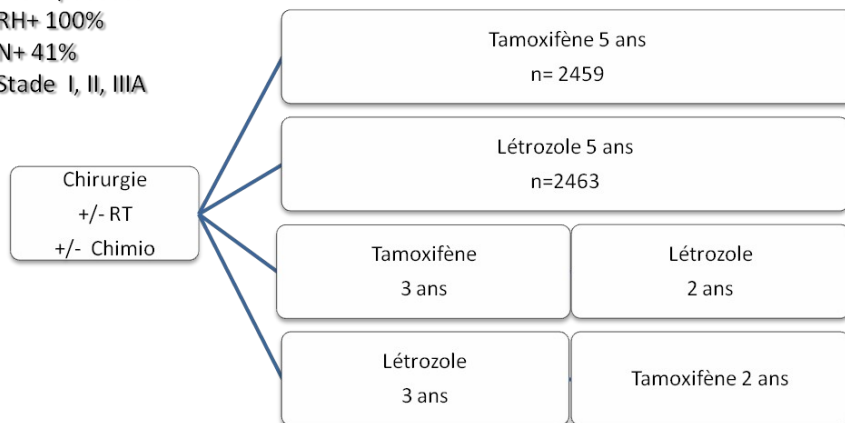 RH+ 100%
N+ 41%
Stade I, II, IIIA
Tamoxifène 5 ans
n= 2459
Létrozole 5 ans
n=2463
Chirurgie
+/- RT
+/- Chimio
Tamoxifène
3 ans
Létrozole
2 ans
Létrozole
3 ans
Tamoxifène 2 ans